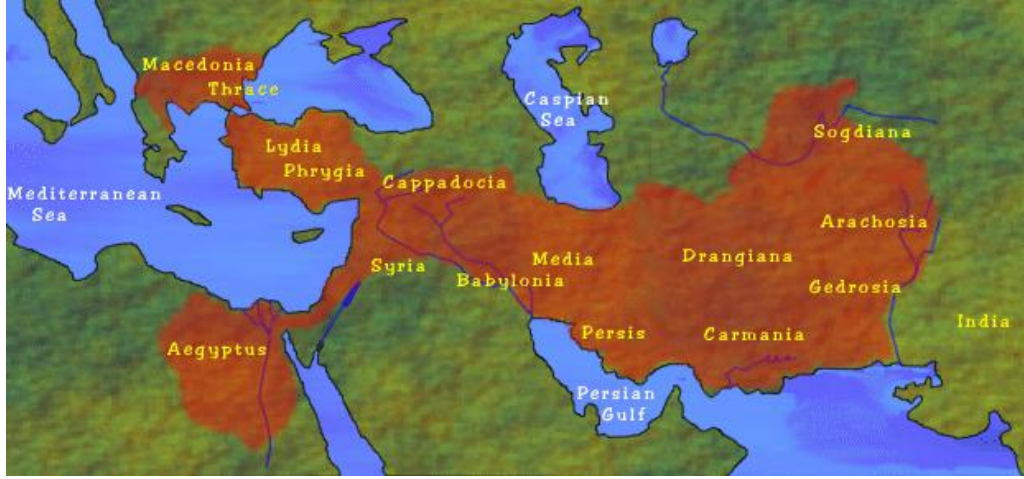 Macedonia
Thrace
Caspian
Sea
Sogdiana
Lydia
Phrygia
Cappadocia
Mediterranean
Sea
Arachosia
Syria
Media
Drangiana
Babylonia
Gedrosia
India
Aegyptus
Persis
Carmania
Persian
Gulf